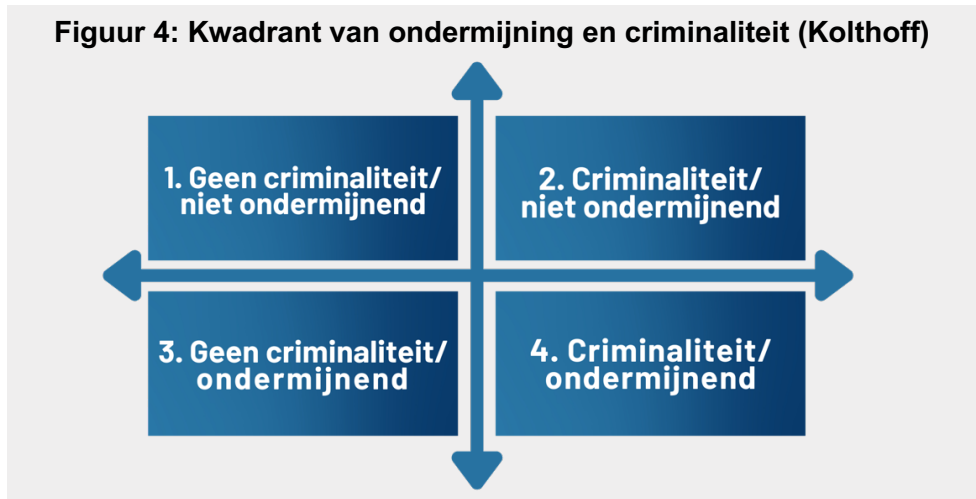 Figuur 4: Kwadrant van ondermijning en criminaliteit (Kolthoff)
1. Geen criminaliteit/
niet ondermijnend
2. Criminaliteit/
niet ondermijnend
3. Geen criminaliteit/
ondermijnend
4. Criminaliteit/
ondermijnend